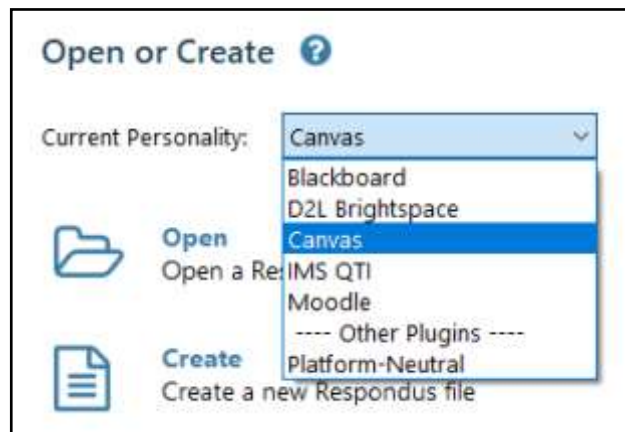 Open or Create ?
Current Personality: Canvas
Blackboard
D2L Brightspace
Canvas
IMS QTI
Moodle
---- Other Plugins ----
Platform-Neutral
Open
Open a Re
Create
Create a new Respondus file